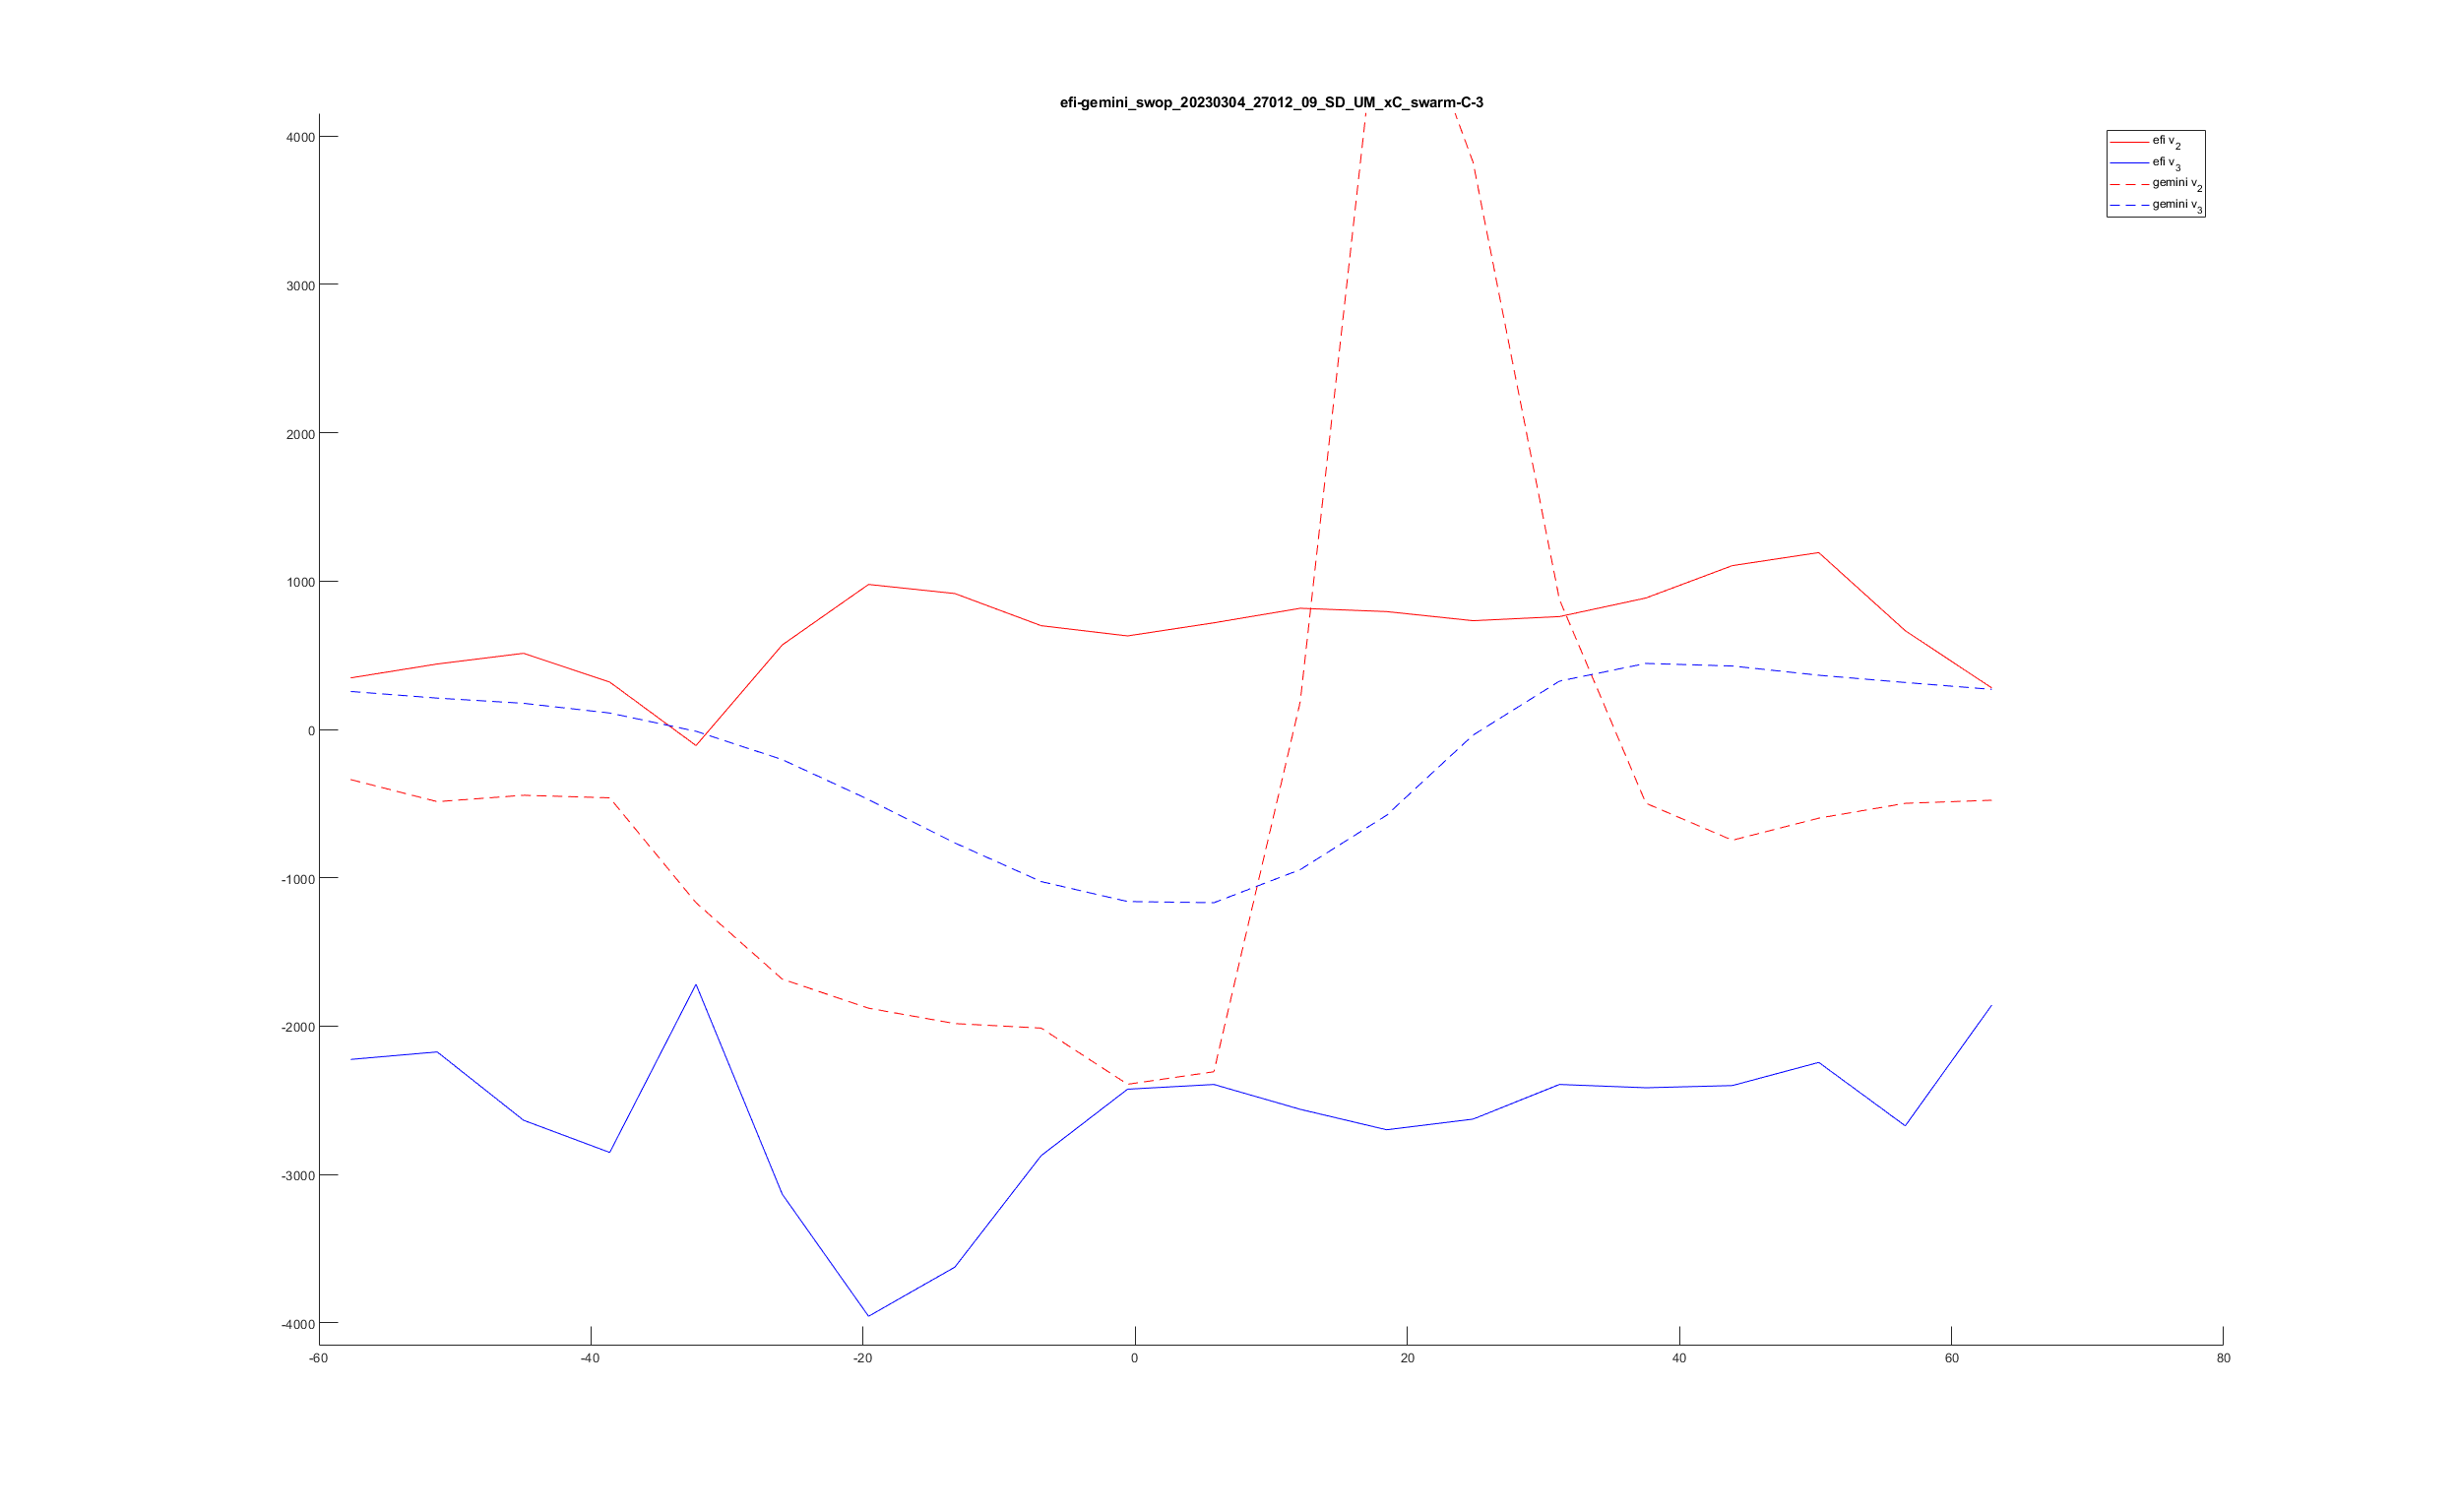 efi-gemini_swop_20230304_27012_09_SD_UM_xC_swarm-C-3
4000
3000
2000
1000
0
-1000
-2000
-3000
-4000
-60 -40 -20 0 20 40 60 80
efi v2
efi v3
gemini v2
gemini v3